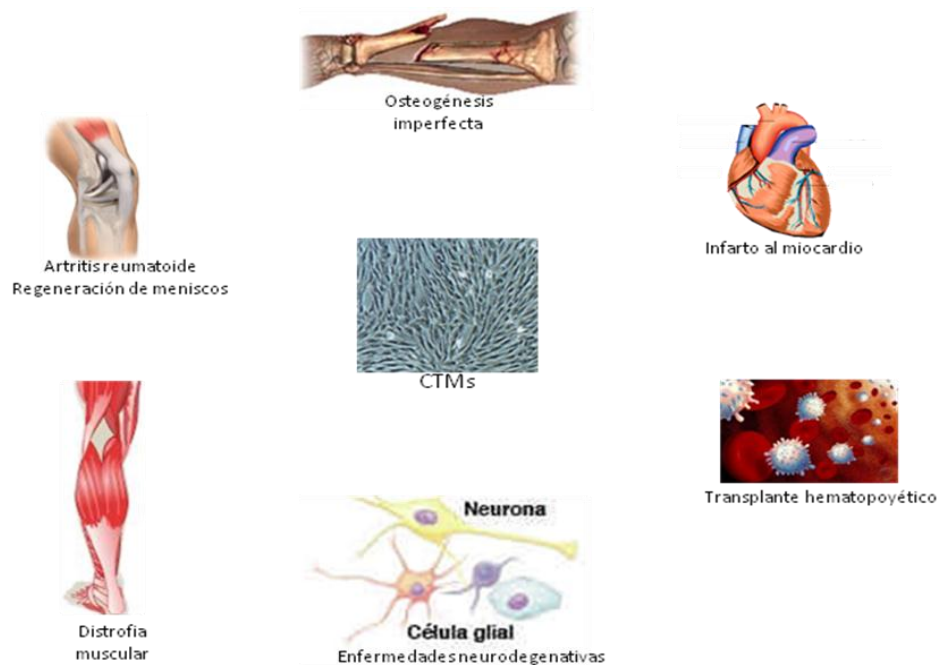 Osteogénesis
imperfecta
Infarto al miocardio
Artritis reumatoide
Regeneración de meniscos
CTMs
Transplante hematopoyético
Neurona
Célula glial
Enfermedades neurodegenativas
Distrofia
muscular